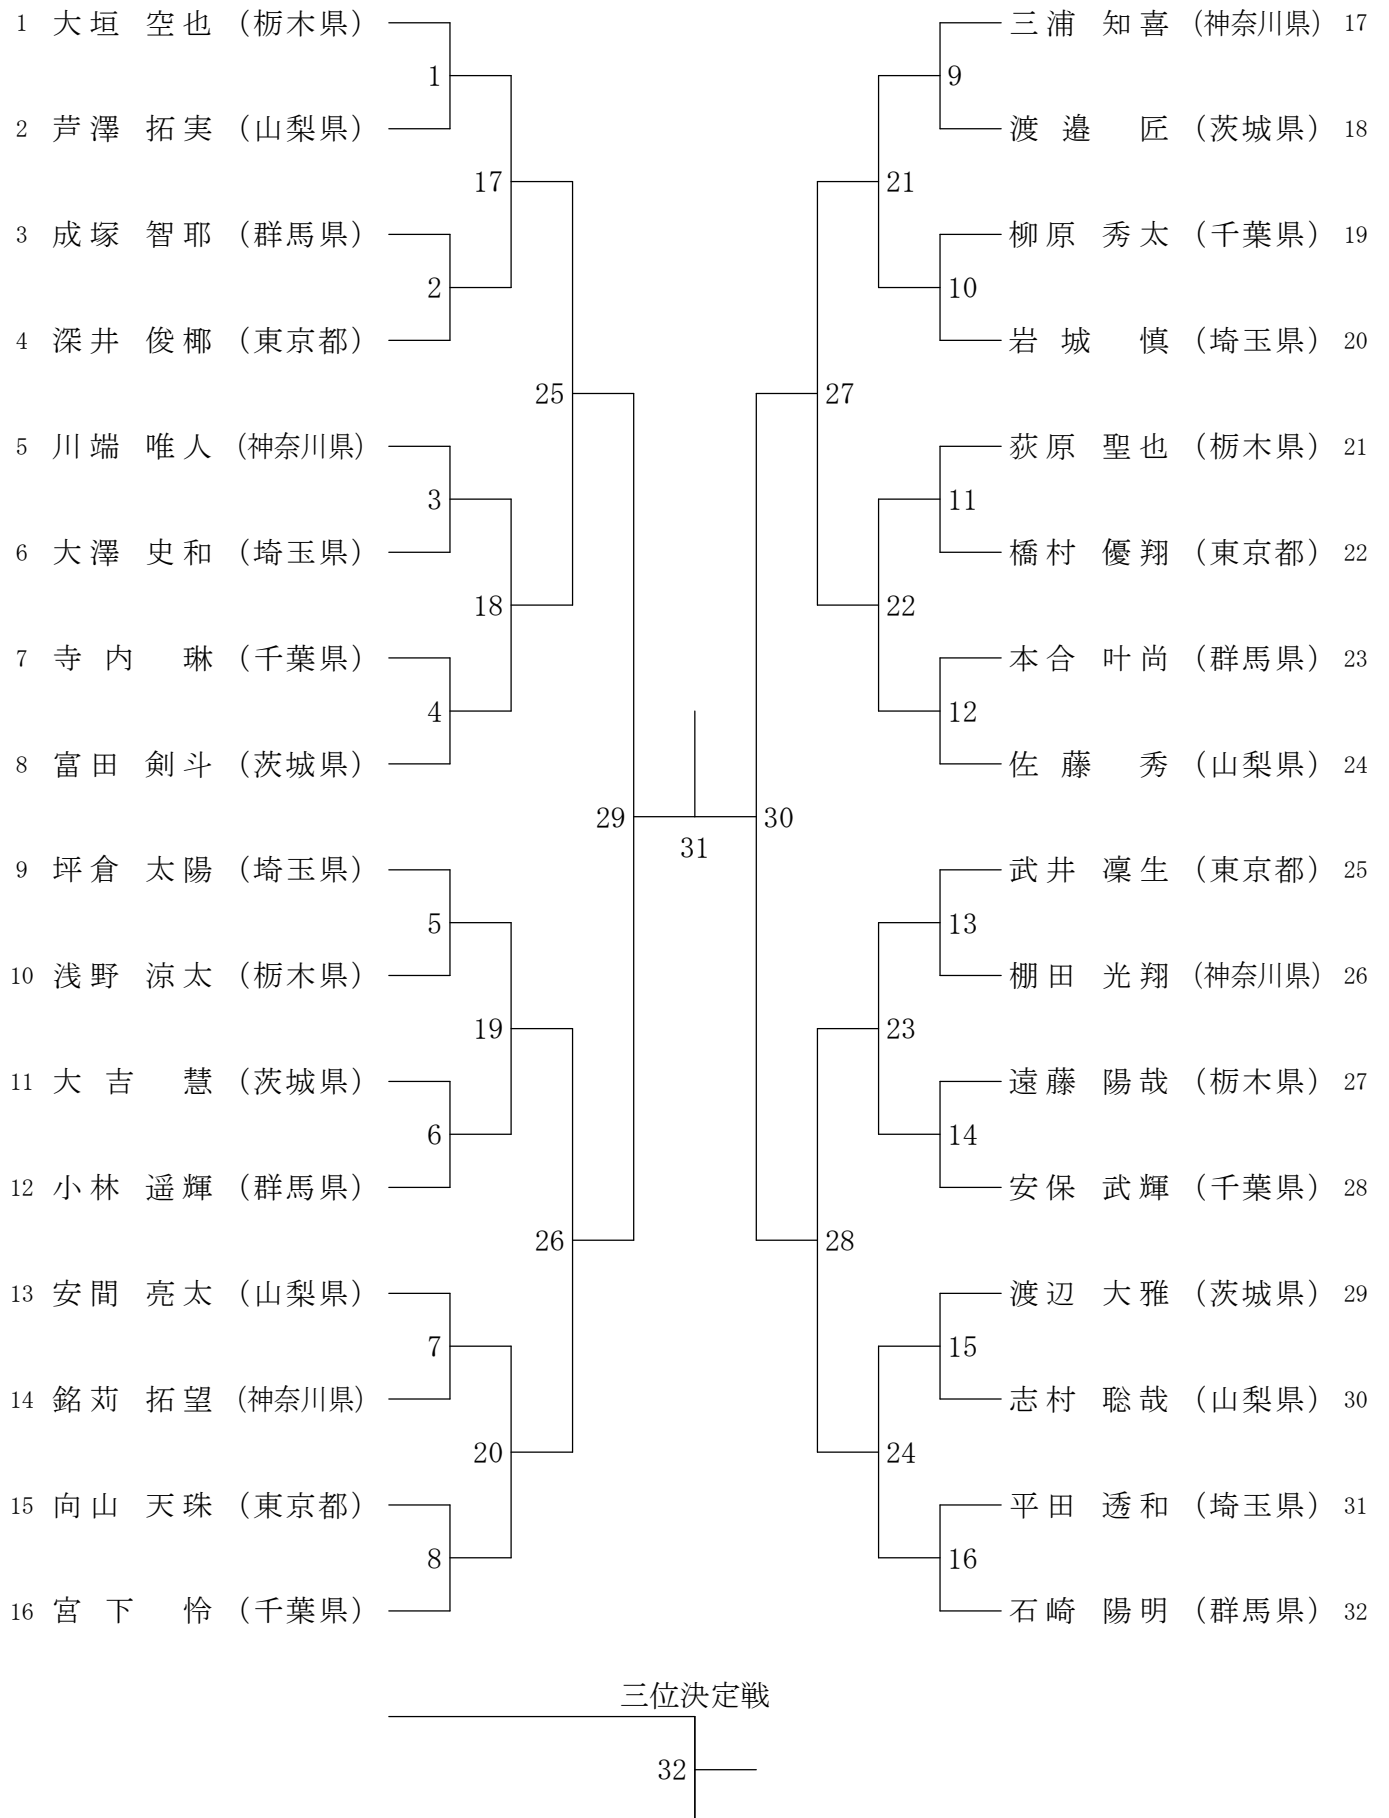 1 大垣 空也 (栃木県)
1
2 芦澤 拓実 (山梨県)
17
3 成塚 智耶 (群馬県)
2
4 深井 俊椰 (東京都)
25
5 川端 唯人 (神奈川県)
3
6 大澤 史和 (埼玉県)
18
7 寺内 琳 (千葉県)
4
8 富田 剣斗 (茨城県)
29
9 坪倉 太陽 (埼玉県)
5
10 浅野 涼太 (栃木県)
19
11 大吉 慧 (茨城県)
6
12 小林 遥輝 (群馬県)
26
13 安間 亮太 (山梨県)
7
14 銘苅 拓望 (神奈川県)
20
15 向山 天珠 (東京都)
8
16 宮下 怜 (千葉県)
31
三浦 知喜 (神奈川県) 17
9
渡邉 匠 (茨城県) 18
21
柳原 秀太 (千葉県) 19
10
岩城 慎 (埼玉県) 20
27
荻原 聖也 (栃木県) 21
11
橋村 優翔 (東京都) 22
22
本合 叶尚 (群馬県) 23
12
佐藤 秀 (山梨県) 24
30
武井 凜生 (東京都) 25
13
棚田 光翔 (神奈川県) 26
23
遠藤 陽哉 (栃木県) 27
14
安保 武輝 (千葉県) 28
28
渡辺 大雅 (茨城県) 29
15
志村 聡哉 (山梨県) 30
24
平田 透和 (埼玉県) 31
16
石崎 陽明 (群馬県) 32
三位決定戦
32